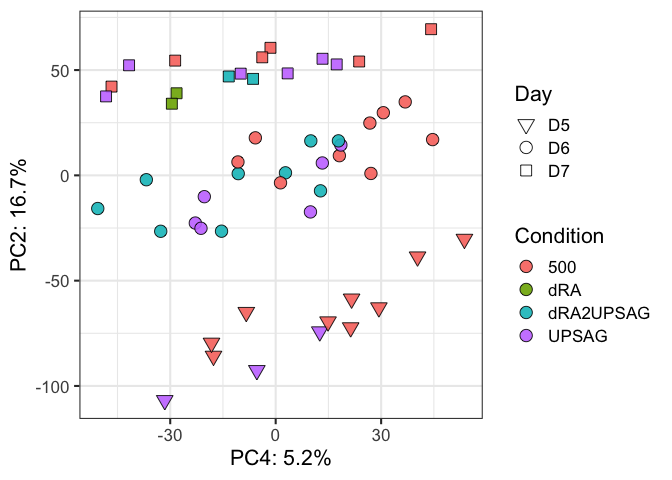 50
0
-50
-100
-30
0
30
PC4: 5.2%
PC2: 16.7%
Day
D5
D6
D7
Condition
500
dRA
dRA2UPSAG
UPSAG